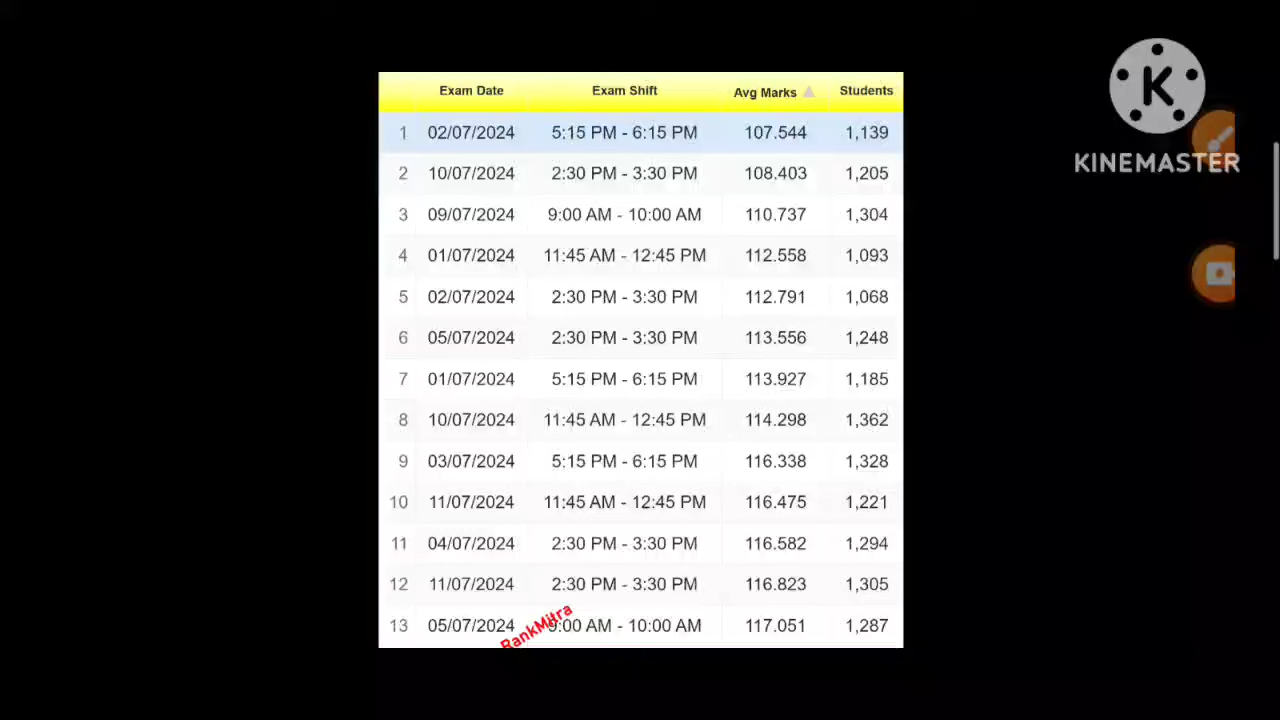 Exam Date Exam Shift Avg Marks Students
1 02/07/2024 5:15 PM - 6:15 PM 107.544 1,139
2 10/07/2024 2:30 PM - 3:30 PM 108.403 1,205
3 09/07/2024 9:00 AM - 10:00 AM 110.737 1,304
4 01/07/2024 11:45 AM - 12:45 PM 112.558 1,093
5 02/07/2024 2:30 PM - 3:30 PM 112.791 1,068
6 05/07/2024 2:30 PM - 3:30 PM 113.556 1,248
7 01/07/2024 5:15 PM - 6:15 PM 113.927 1,185
8 10/07/2024 11:45 AM - 12:45 PM 114.298 1,362
9 03/07/2024 5:15 PM - 6:15 PM 116.338 1,328
10 11/07/2024 11:45 AM - 12:45 PM 116.475 1,221
11 04/07/2024 2:30 PM - 3:30 PM 116.582 1,294
12 11/07/2024 2:30 PM - 3:30 PM 116.823 1,305
13 05/07/2024 9:00 AM - 10:00 AM 117.051 1,287
RankMitra
K
KINEMASTER